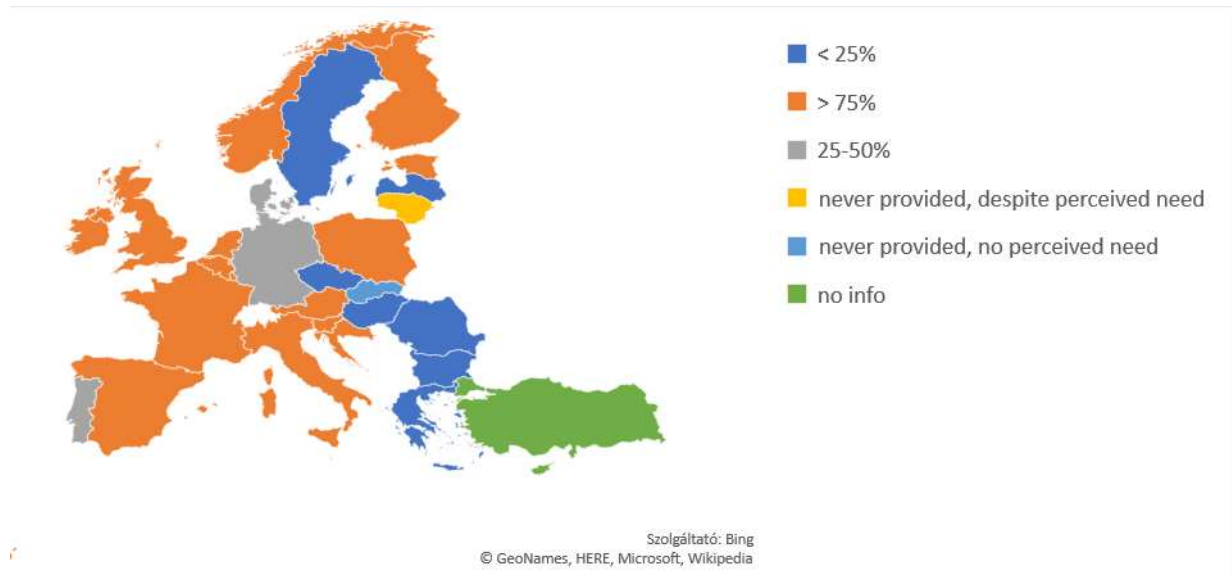 < 25%
> 75%
25-50%
never provided, despite perceived need
never provided, no perceived need
no info
Szolgáltató: Bing
© GeoNames, HERE, Microsoft, Wikipedia